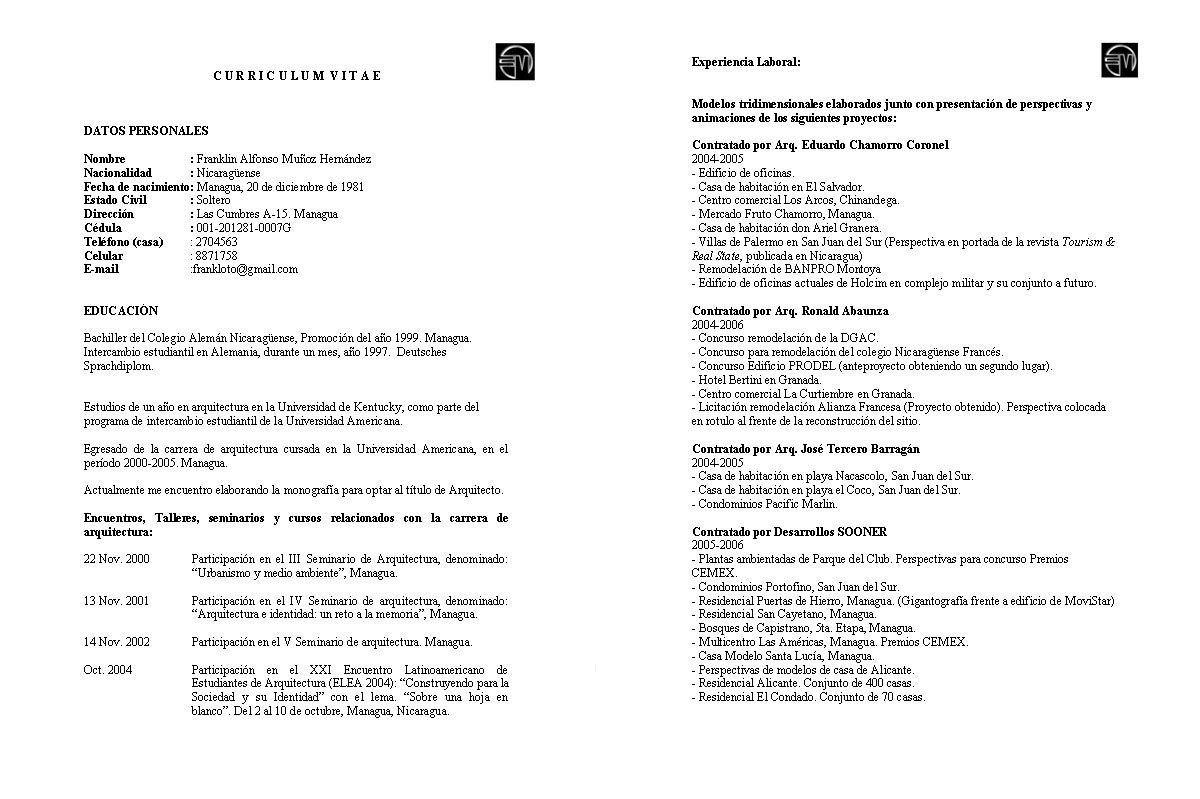 CURRICULUM VITAE
DATOS PERSONALES
Nombre : Franklin Alfonso Muñoz Hernández
Nacionalidad : Nicaragüense
Fecha de nacimiento: Managua, 20 de diciembre de 1981
Estado Civil : Soltero
Dirección : Las Cumbres A-15. Managua
Cédula : 001-201281-0007G
Teléfono (casa) : 2704563
Celular : 8871758
E-mail :frankloto@gmail.com
EDUCACIÓN
Bachiller del Colegio Alemán Nicaragüense, Promoción del año 1999. Managua.
Intercambio estudiantil en Alemania, durante un mes, año 1997. Deutsches
Sprachdiplom.
Estudios de un año en arquitectura en la Universidad de Kentucky, como parte del
programa de intercambio estudiantil de la Universidad Americana.
Egresado de la carrera de arquitectura cursada en la Universidad Americana, en el
período 2000-2005. Managua.
Actualmente me encuentro elaborando la monografía para optar al título de Arquitecto.
Encuentros, Talleres, seminarios y cursos relacionados con la carrera de
arquitectura:
22 Nov. 2000 Participación en el III Seminario de Arquitectura, denominado:
“Urbanismo y medio ambiente”, Managua.
13 Nov. 2001 Participación en el IV Seminario de arquitectura, denominado:
“Arquitectura e identidad: un reto a la memoria”, Managua.
14 Nov. 2002 Participación en el V Seminario de arquitectura. Managua.
Oct. 2004 Participación en el XXI Encuentro Latinoamericano de
Estudiantes de Arquitectura (ELEA 2004): “Construyendo para la
Sociedad y su Identidad” con el lema. “Sobre una hoja en
blanco”. Del 2 al 10 de octubre, Managua, Nicaragua.
Experiencia Laboral:
Modelos tridimensionales elaborados junto con presentación de perspectivas y
animaciones de los siguientes proyectos:
Contratado por Arq. Eduardo Chamorro Coronel
2004-2005
- Edificio de oficinas.
- Casa de habitación en El Salvador.
- Centro comercial Los Arcos, Chinandega.
- Mercado Fruto Chamorro, Managua.
- Casa de habitación don Ariel Granera.
- Villas de Palermo en San Juan del Sur (Perspectiva en portada de la revista Tourism &
Real State, publicada en Nicaragua)
- Remodelación de BANPRO Montoya
- Edificio de oficinas actuales de Holcim en complejo militar y su conjunto a futuro.
Contratado por Arq. Ronald Abaunza
2004-2006
- Concurso remodelación de la DGAC.
- Concurso para remodelación del colegio Nicaragüense Francés.
- Concurso Edificio PRODEL (anteproyecto obteniendo un segundo lugar).
- Hotel Bertini en Granada.
- Centro comercial La Curtiembre en Granada.
- Licitación remodelación Alianza Francesa (Proyecto obtenido). Perspectiva colocada
en rotulo al frente de la reconstrucción del sitio.
Contratado por Arq. José Tercero Barragán
2004-2005
- Casa de habitación en playa Nacascolo, San Juan del Sur.
- Casa de habitación en playa el Coco, San Juan del Sur.
- Condominios Pacific Marlin.
Contratado por Desarrollos SOONER
2005-2006
- Plantas ambientadas de Parque del Club. Perspectivas para concurso Premios
CEMEX.
- Condominios Portofino, San Juan del Sur.
- Residencial Puertas de Hierro, Managua. (Gigantografía frente a edificio de MoviStar)
- Residencial San Cayetano, Managua.
- Bosques de Capistrano, 5ta. Etapa, Managua.
- Multicentro Las Américas, Managua. Premios CEMEX.
- Casa Modelo Santa Lucía, Managua.
- Perspectivas de modelos de casa de Alicante.
- Residencial Alicante. Conjunto de 400 casas.
- Residencial El Condado. Conjunto de 70 casas.